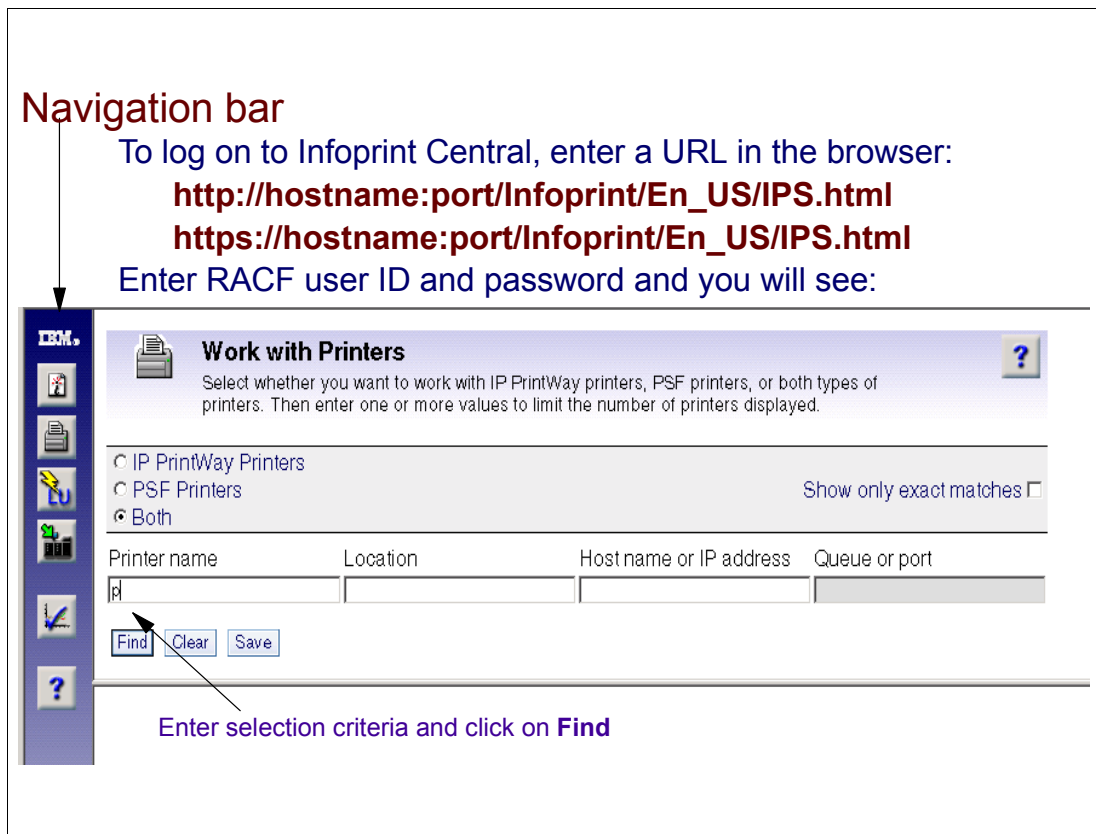 Navigation bar
To log on to Infoprint Central, enter a URL in the browser:
http://hostname:port/Infoprint/En_US/IPS.html
https://hostname:port/Infoprint/En_US/IPS.html
Enter RACF user ID and password and you will see:
IBM.
Work with Printers
?
Select whether you want to work with IP PrintWay printers, PSF printers, or both types of
printers. Then enter one or more values to limit the number of printers displayed.
IP PrintWay Printers
PSF Printers
Show only exact matches
Both
LU
Printer name
Location
Host name or IP address
Queue or port
p
Find
Clear
Save
?
Enter selection criteria and click on Find